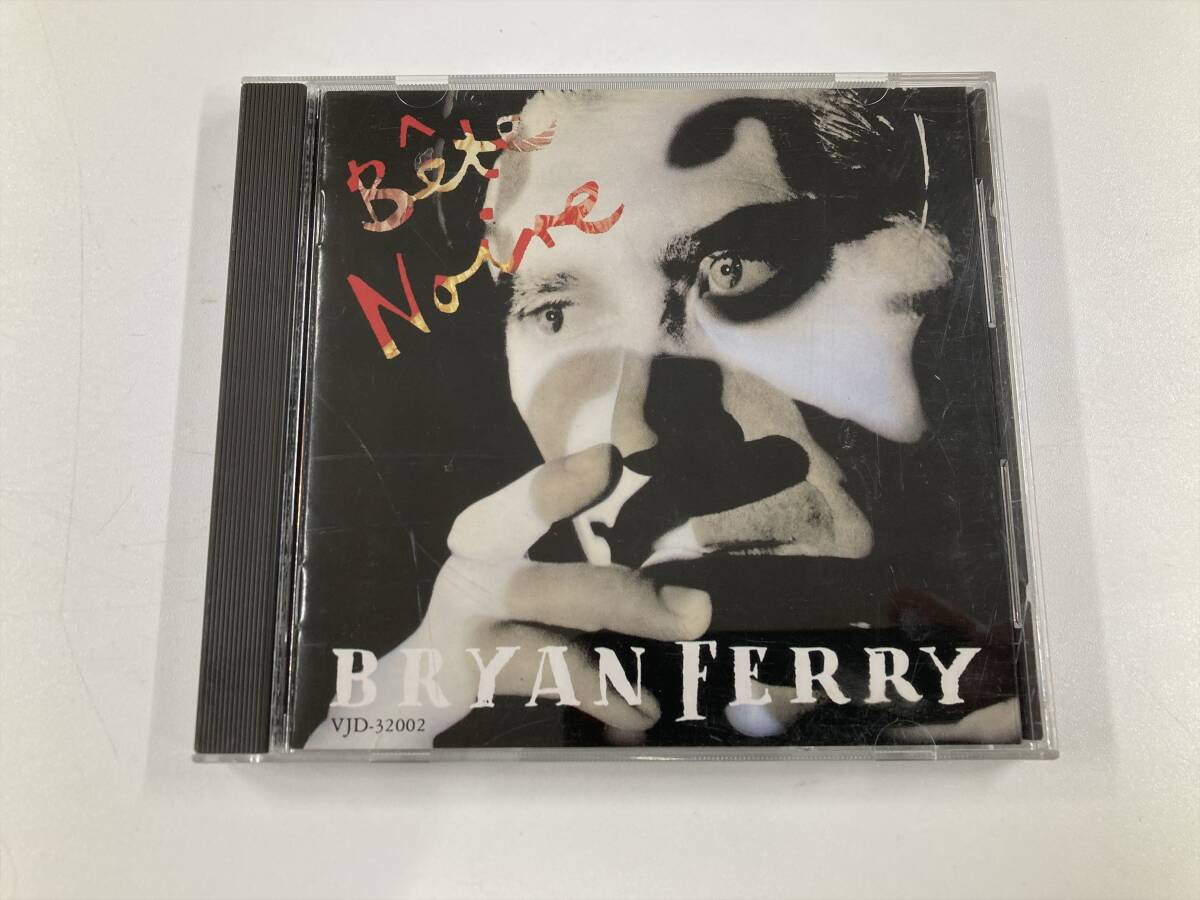 Bête
Noire
BRYAN FERRY
VJD-32002